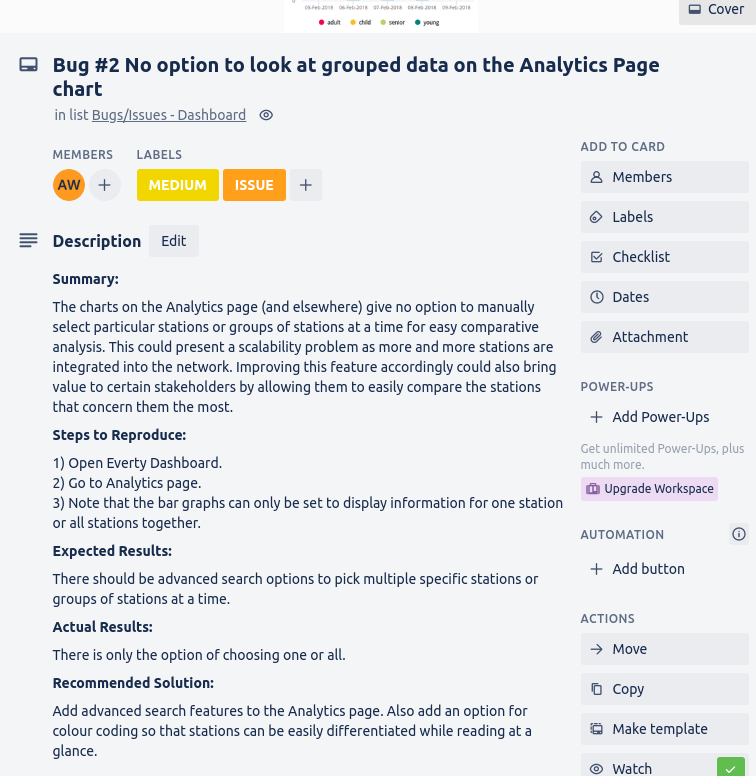 05-Feb-2018 06-Feb-2018 07-Feb-2018 08-Feb-2018 09-Feb-2018
adult child senior young
Cover
Bug #2 No option to look at grouped data on the Analytics Page
chart
in list Bugs/Issues - Dashboard
MEMBERS LABELS
AW
MEDIUM ISSUE
Description Edit
Summary:
The charts on the Analytics page (and elsewhere) give no option to manually
select particular stations or groups of stations at a time for easy comparative
analysis. This could present a scalability problem as more and more stations are
integrated into the network. Improving this feature accordingly could also bring
value to certain stakeholders by allowing them to easily compare the stations
that concern them the most.
Steps to Reproduce:
1) Open Everty Dashboard.
2) Go to Analytics page.
3) Note that the bar graphs can only be set to display information for one station
or all stations together.
Expected Results:
There should be advanced search options to pick multiple specific stations or
groups of stations at a time.
Actual Results:
There is only the option of choosing one or all.
Recommended Solution:
Add advanced search features to the Analytics page. Also add an option for
colour coding so that stations can be easily differentiated while reading at a
glance.
ADD TO CARD
Members
Labels
Checklist
Dates
Attachment
POWER-UPS
Add Power-Ups
Get unlimited Power-Ups, plus
much more.
Upgrade Workspace
AUTOMATION
Add button
ACTIONS
Move
Copy
Make template
Watch